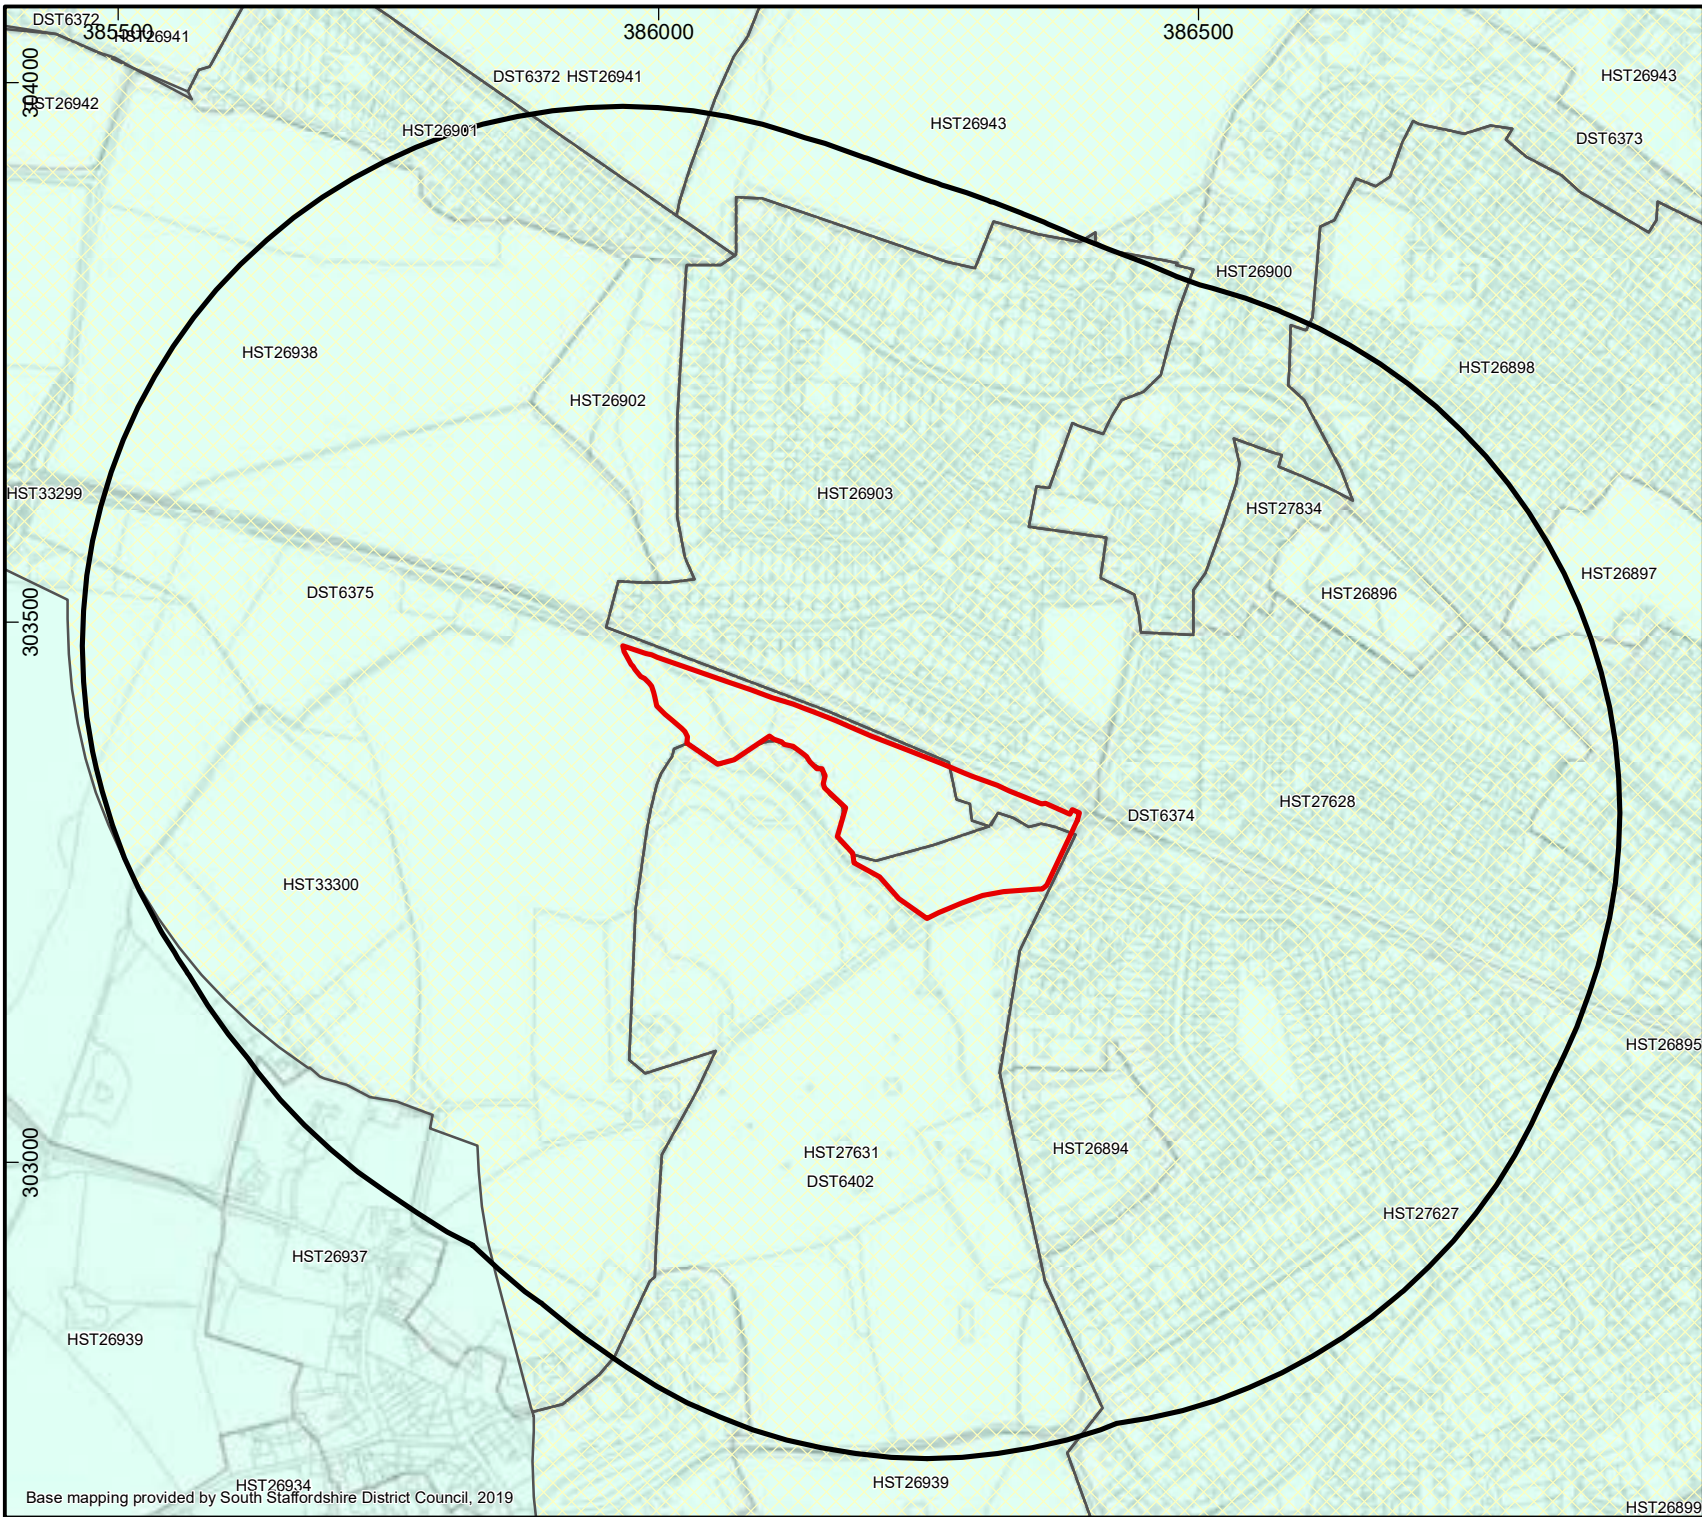 DST6372
385500
386000
386500
HST26941
304000
DST6372 HST26941
HST26943
HST26942
HST26901
HST26943
DST6373
HST26900
HST26938
HST26898
HST26902
HST33299
HST26903
HST27834
HST26897
DST6375
HST26896
303500
HST27628
DST6374
HST33300
HST26895
303000
HST27631
HST26894
DST6402
HST27627
HST26937
HST26939
HST26939
HST26934
Base mapping provided by South Staffordshire District Council, 2019
HST26899